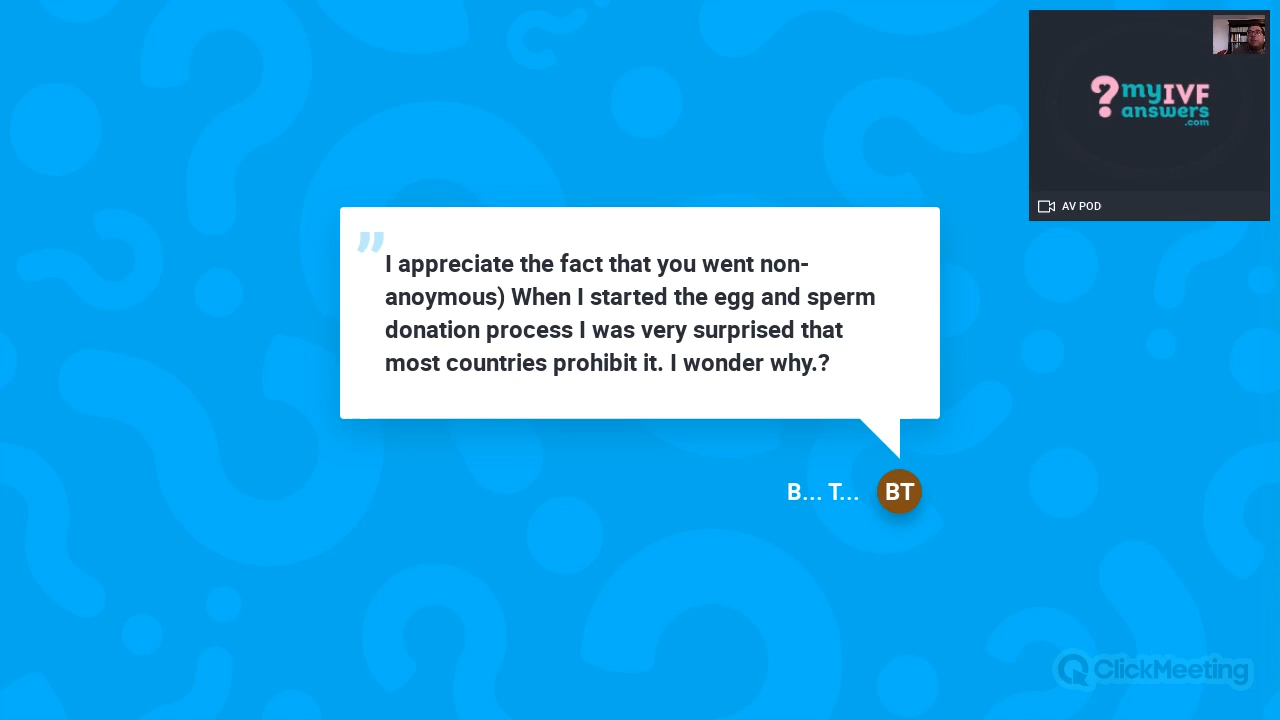 ”
I appreciate the fact that you went non-
anoymous) When I started the egg and sperm
donation process I was very surprised that
most countries prohibit it. I wonder why.?
B... T...
BT
?myIVF
answers
.com
AV POD
ClickMeeting